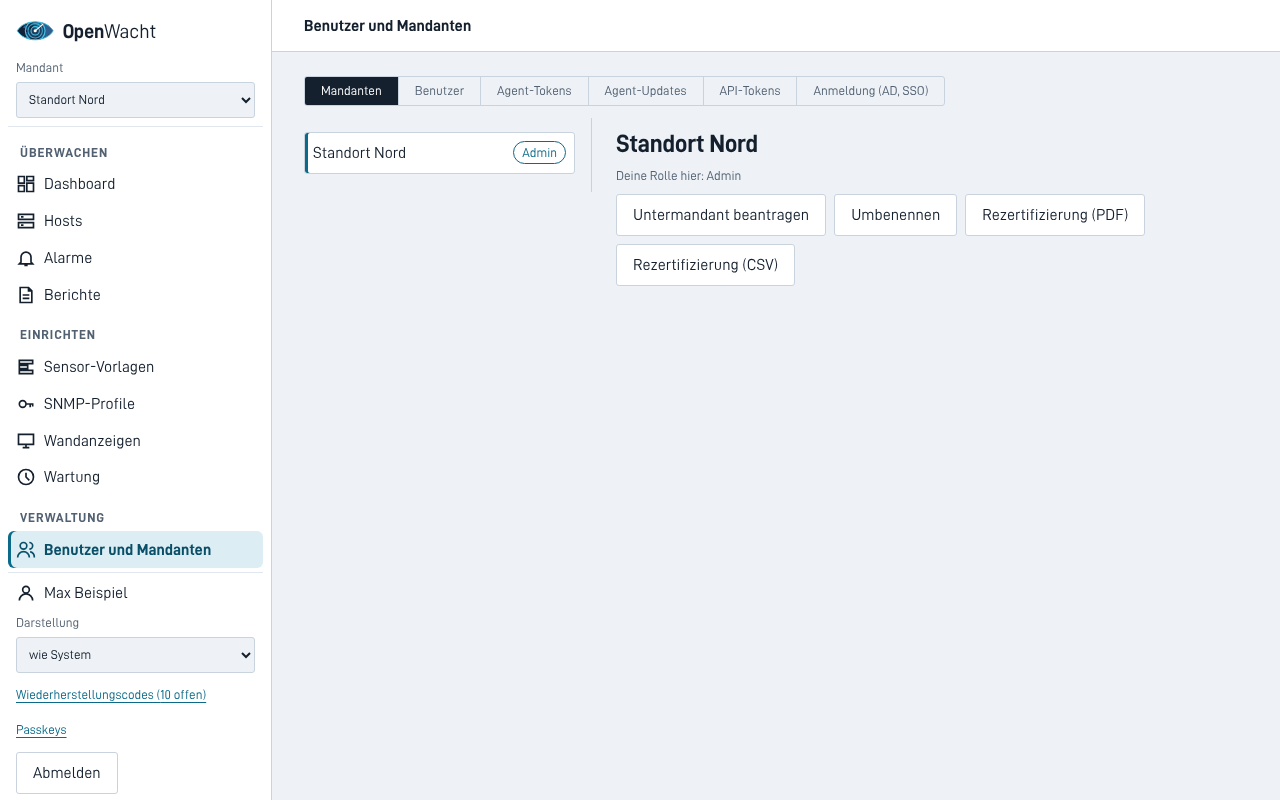 OpenWacht
Mandant
Standort Nord
ÜBERWACHEN
Dashboard
Hosts
Alarme
Berichte
EINRICHTEN
Sensor-Vorlagen
SNMP-Profile
Wandanzeigen
Wartung
VERWALTUNG
Benutzer und Mandanten
Max Beispiel
Darstellung
wie System
Wiederherstellungscodes (10 offen)
Passkeys
Abmelden
Benutzer und Mandanten
Mandanten Benutzer Agent-Tokens Agent-Updates API-Tokens Anmeldung (AD, SSO)
Standort Nord Admin
Standort Nord
Deine Rolle hier: Admin
Untermandant beantragen Umbenennen Rezertifizierung (PDF)
Rezertifizierung (CSV)